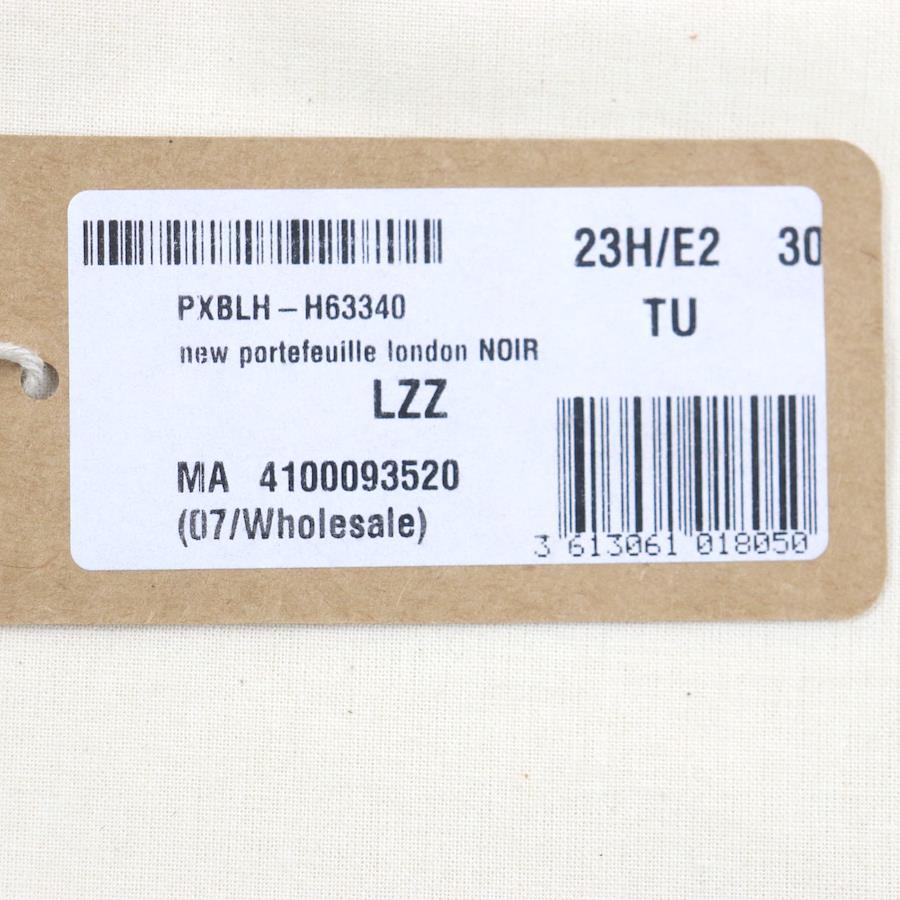 23H/E2 30
PXBLH – H63340
TU
new portefeuille london NOIR
LZZ
MA 4100093520
(07/Wholesale)
3 613061 018050